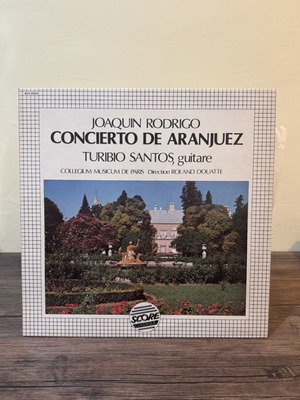 JOAQUIN RODRIGO
CONCIERTO DE ARANJUEZ
TURIBIO SANTOS, guitare
COLLEGIUM MUSICUM DE PARIS Direction ROLAND DOUATTE
SCORE